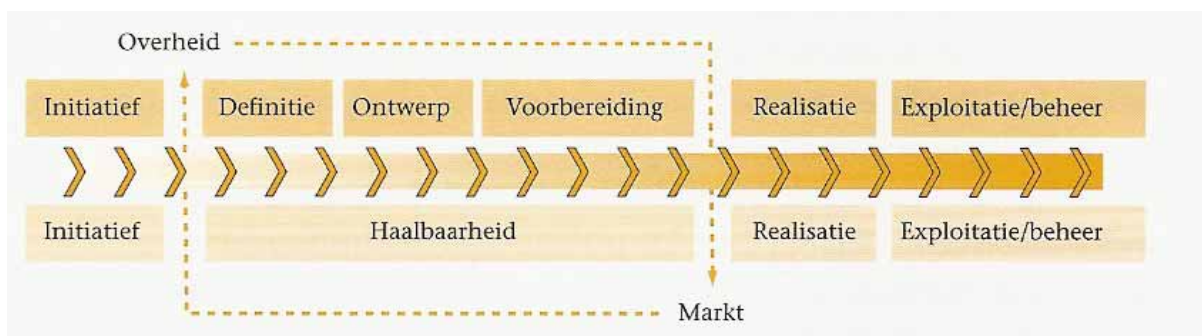 Overheid
Initiatief Definitie Ontwerp Voorbereiding Realisatie Exploitatie/beheer
Initiatief Haalbaarheid Realisatie Exploitatie/beheer
Markt